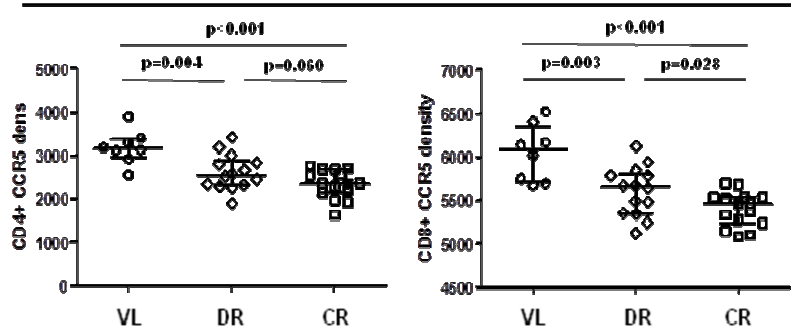 p<0.001
p=0.004 p=0.060
5000
4000
3000
2000
1000
0
CD4+ CCR5 dens
VL DR CR
p<0.001
p=0.003 p=0.028
7000
6500
6000
5500
5000
4500
CD8+ CCR5 density
VL DR CR